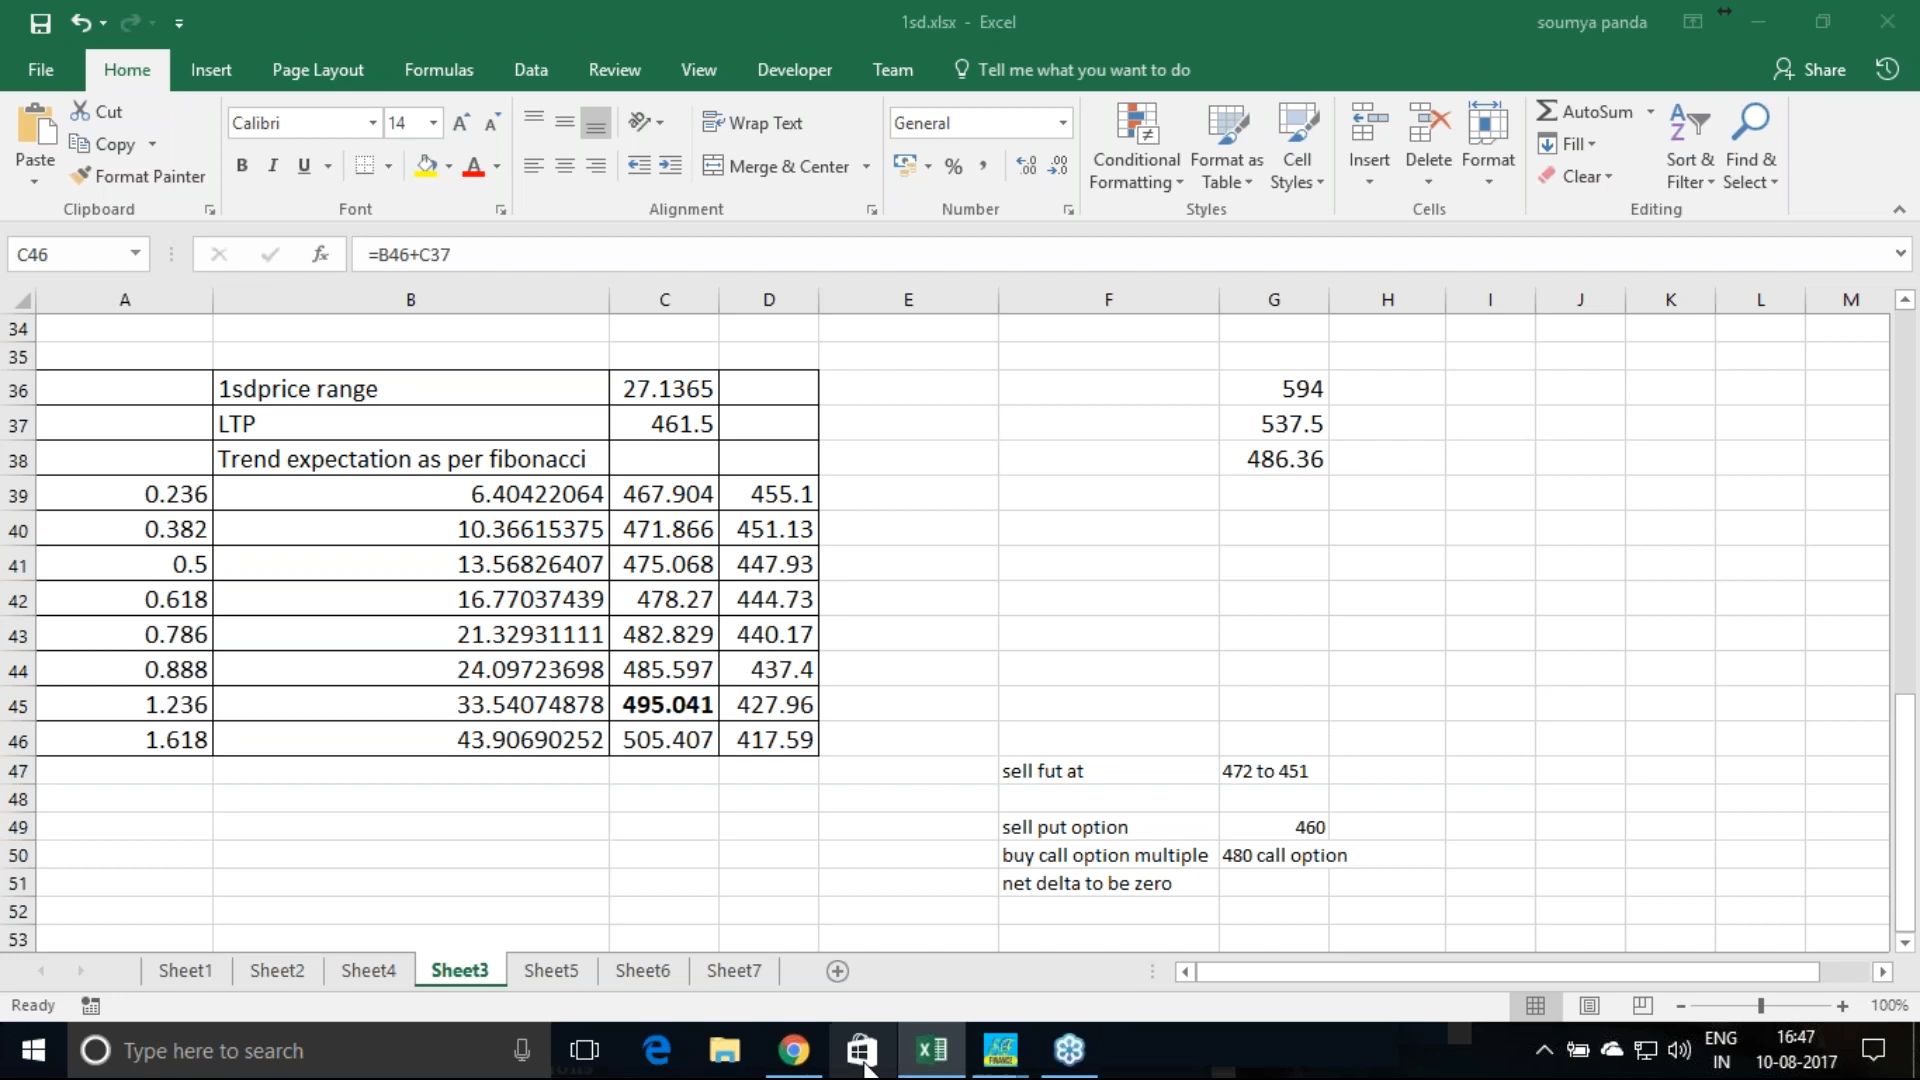 1sd.xlsx - Excel
soumya panda
File Home Insert Page Layout Formulas Data Review View Developer Team Tell me what you want to do Share
Paste
Cut
Copy
Format Painter
Clipboard
Calibri 14
B I U A
Font
Wrap Text
Merge & Center
Alignment
General
% ,
Number
Conditional Formatting
Format as Table
Cell Styles
Styles
Insert Delete Format
Cells
AutoSum
Fill
Clear
Sort & Filter
Find & Select
Editing
C46 fx =B46+C37
A B C D E F G H I J K L M
34
35
36 1sdprice range 27.1365 594
37 LTP 461.5 537.5
38 Trend expectation as per fibonacci 486.36
39 0.236 6.40422064 467.904 455.1
40 0.382 10.36615375 471.866 451.13
41 0.5 13.56826407 475.068 447.93
42 0.618 16.77037439 478.27 444.73
43 0.786 21.32931111 482.829 440.17
44 0.888 24.09723698 485.597 437.4
45 1.236 33.54074878 495.041 427.96
46 1.618 43.90690252 505.407 417.59
47 sell fut at 472 to 451
48
49 sell put option 460
50 buy call option multiple 480 call option
51 net delta to be zero
52
53
Sheet1 Sheet2 Sheet4 Sheet3 Sheet5 Sheet6 Sheet7
Ready 100%
Type here to search
FINANCE
ENG
IN
16:47
10-08-2017